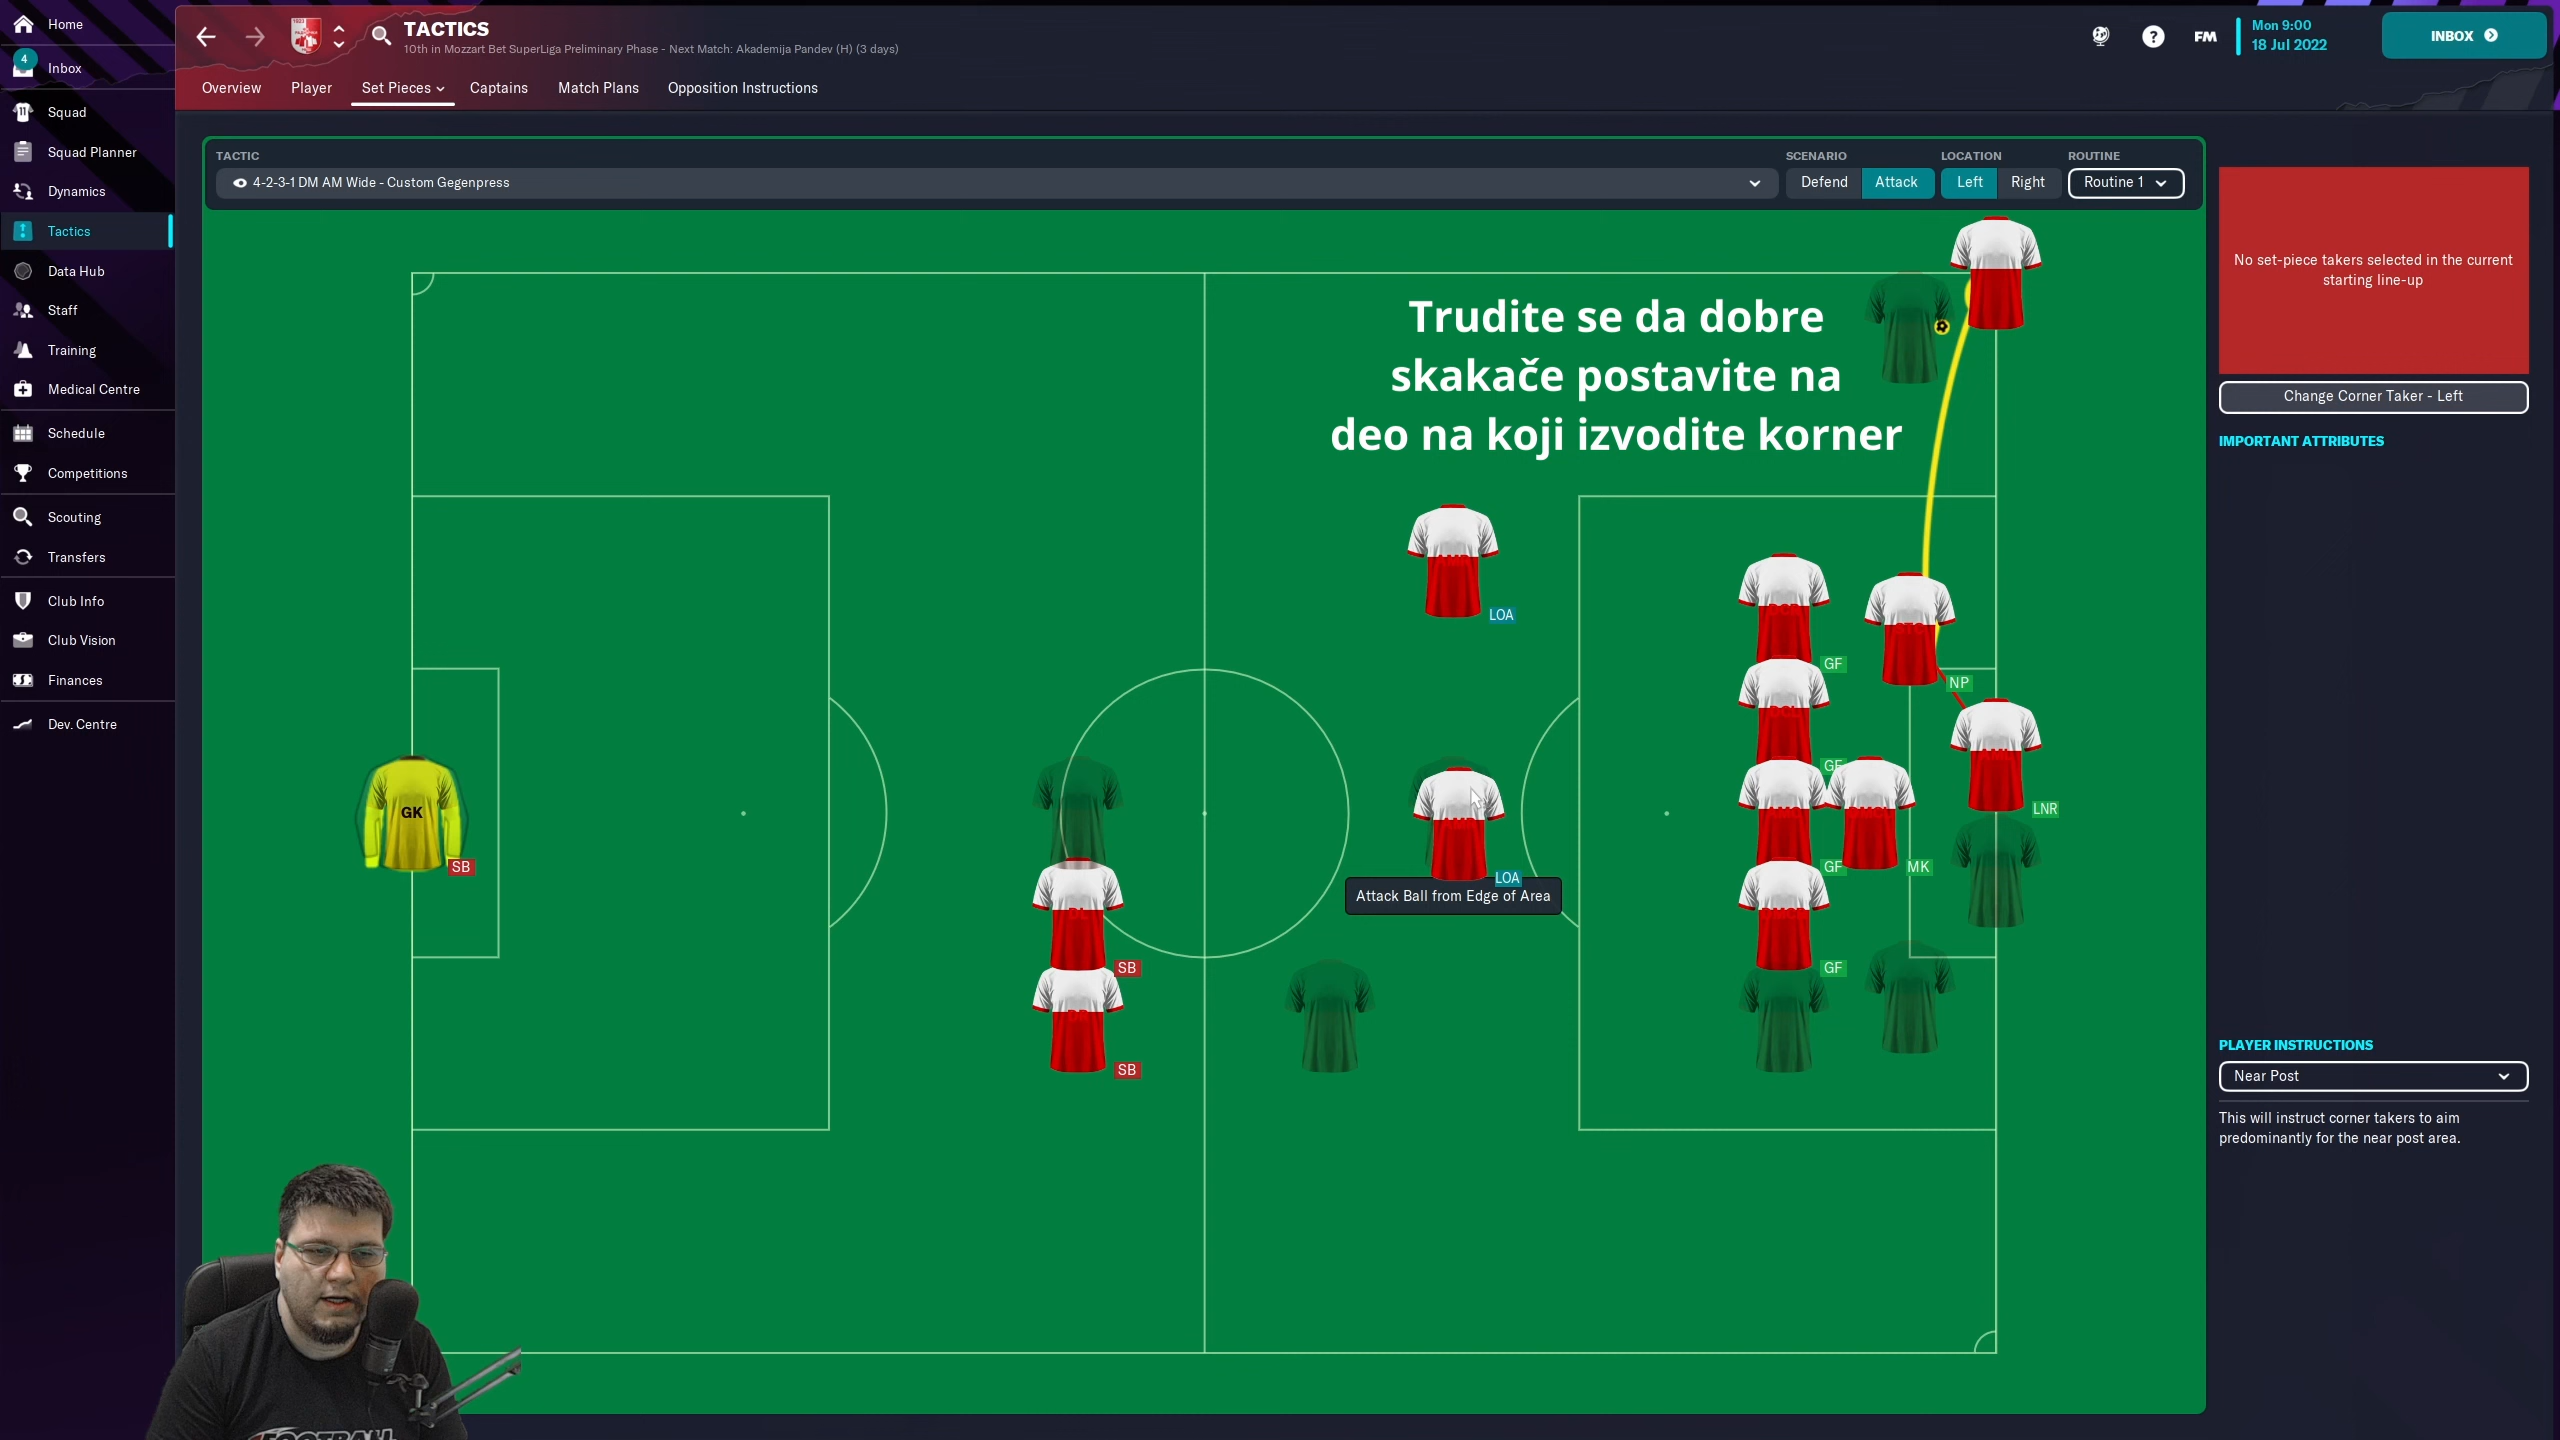 Home
4
Inbox
Squad
Squad Planner
Dynamics
Tactics
Data Hub
Staff
Training
Medical Centre
Schedule
Competitions
Scouting
Transfers
Club Info
Club Vision
Finances
Dev. Centre
TACTICS
10th in Mozzart Bet SuperLiga Preliminary Phase - Next Match: Akademija Pandev (H) (3 days)
FM
Mon 9:00
18 Jul 2022
INBOX
Overview
Player
Set Pieces
Captains
Match Plans
Opposition Instructions
TACTIC
4-2-3-1 DM AM Wide - Custom Gegenpress
SCENARIO
Defend
Attack
LOCATION
Left
Right
ROUTINE
Routine 1
Trudite se da dobre
skakače postavite na
deo na koji izvodite korner
LOA
GF
NP
GF
LNR
GK
SB
LOA
GF
MK
Attack Ball from Edge of Area
DL
SB
GF
DR
SB
No set-piece takers selected in the current
starting line-up
Change Corner Taker - Left
IMPORTANT ATTRIBUTES
PLAYER INSTRUCTIONS
Near Post
This will instruct corner takers to aim
predominantly for the near post area.